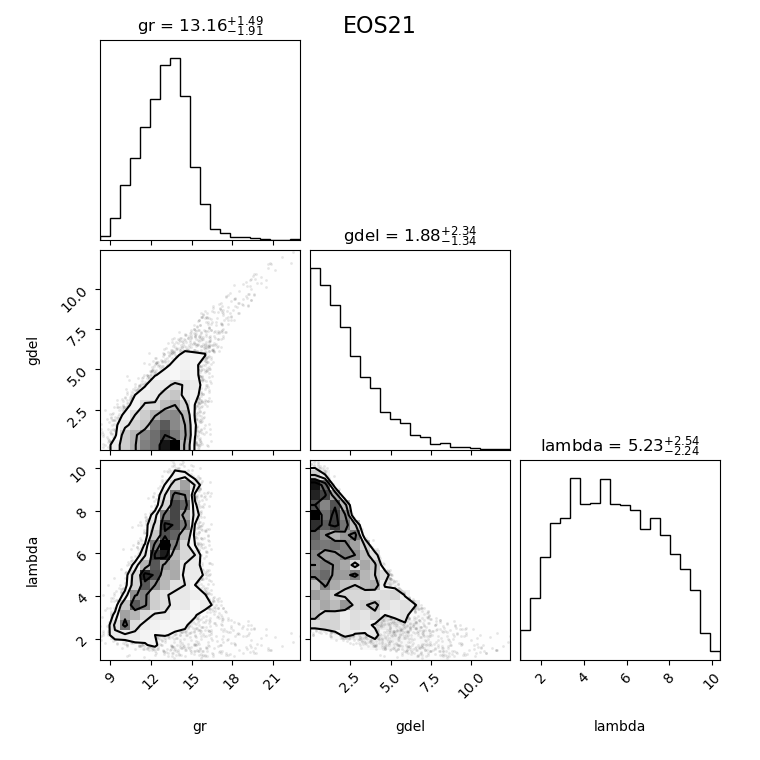 EOS21
gr = 13.16+1.49 −1.91
gdel = 1.88+2.34 −1.34
gdel
10.0
7.5
5.0
2.5
lambda = 5.23+2.54 −2.24
lambda
10
8
6
4
2
9 12 15 18 21
2.5 5.0 7.5 10.0
2 4 6 8 10
gr gdel lambda